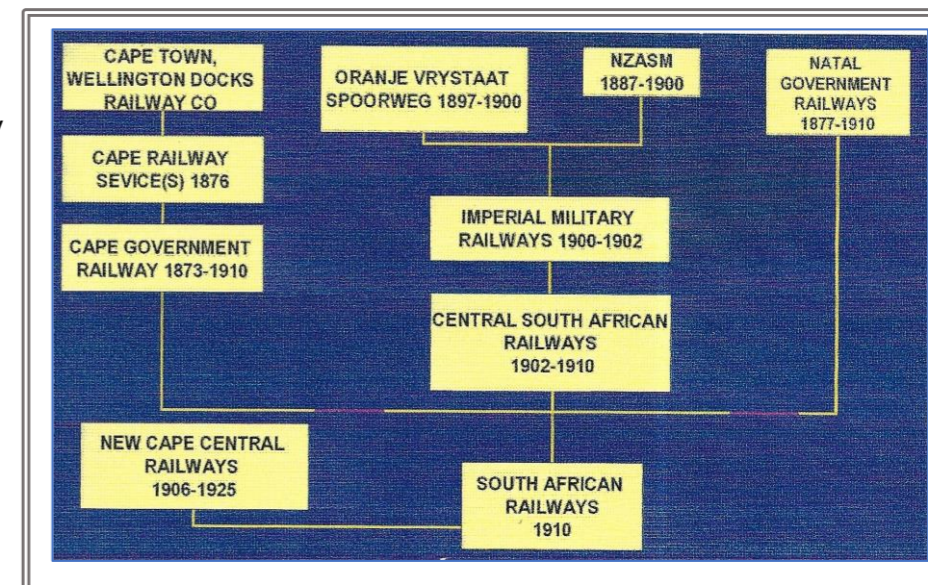 CAPE TOWN,
WELLINGTON DOCKS
RAILWAY CO
ORANJE VRYSTAAT
SPOORWEG 1897-1900
NZASM
1887-1900
NATAL
GOVERNMENT
RAILWAYS
1877-1910
CAPE RAILWAY
SEVICE(S) 1876
IMPERIAL MILITARY
RAILWAYS 1900-1902
CAPE GOVERNMENT
RAILWAY 1873-1910
CENTRAL SOUTH AFRICAN
RAILWAYS
1902-1910
NEW CAPE CENTRAL
RAILWAYS
1906-1925
SOUTH AFRICAN
RAILWAYS
1910